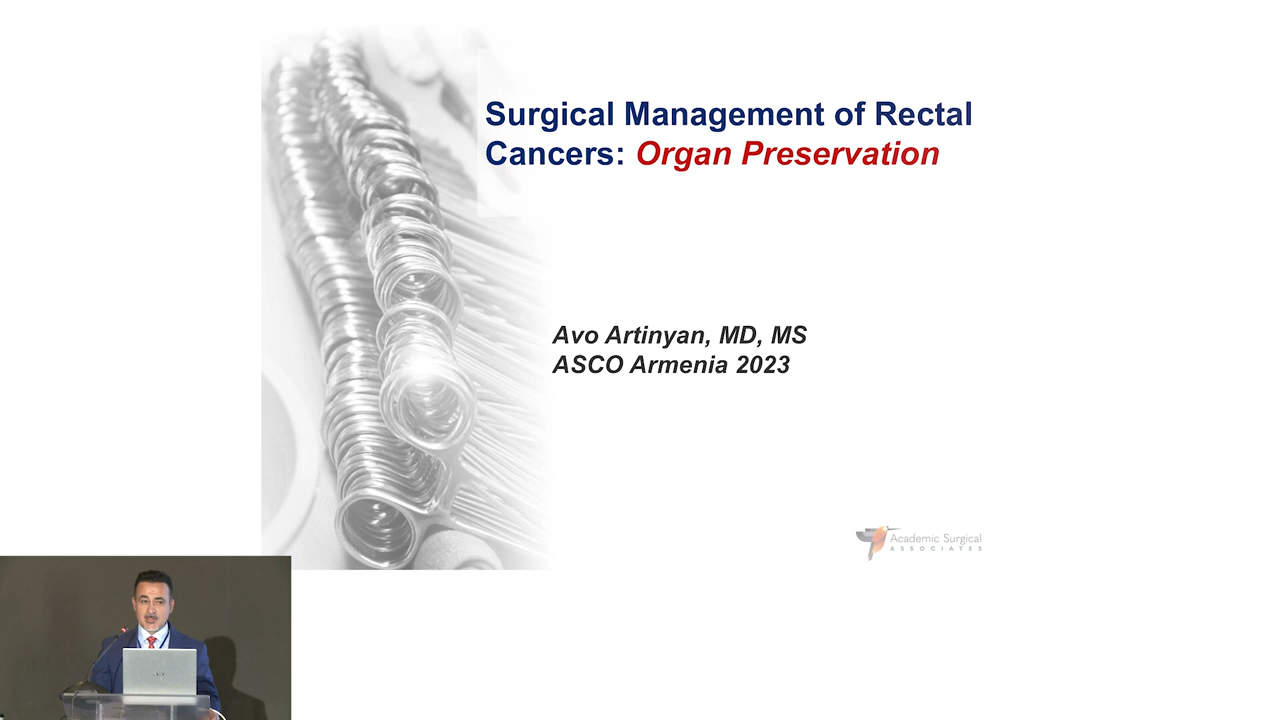 Surgical Management of Rectal
Cancers: Organ Preservation
Avo Artinyan, MD, MS
ASCO Armenia 2023
Academic Surgical
ASSOCIATES